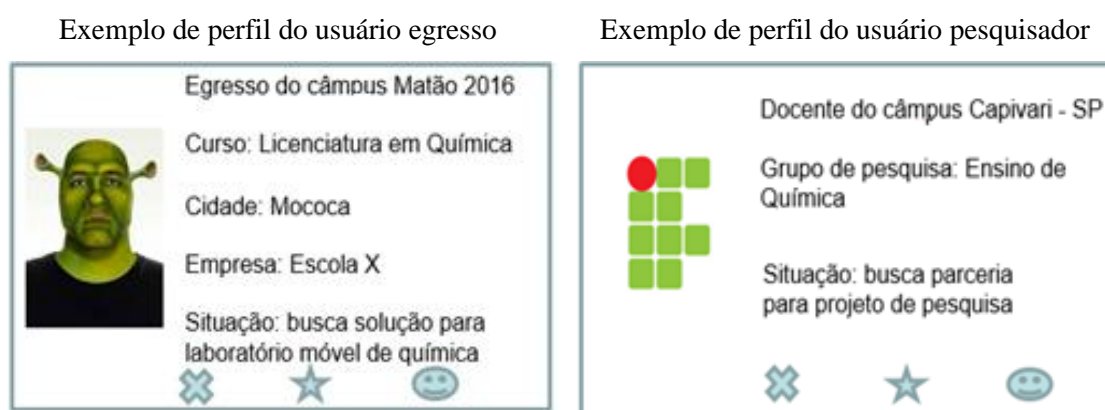 Exemplo de perfil do usuário egresso
Egresso do câmpus Matão 2016
Curso: Licenciatura em Química
Cidade: Mococa
Empresa: Escola X
Situação: busca solução para
laboratório móvel de química
Exemplo de perfil do usuário pesquisador
Docente do câmpus Capivari - SP
Grupo de pesquisa: Ensino de
Química
Situação: busca parceria
para projeto de pesquisa